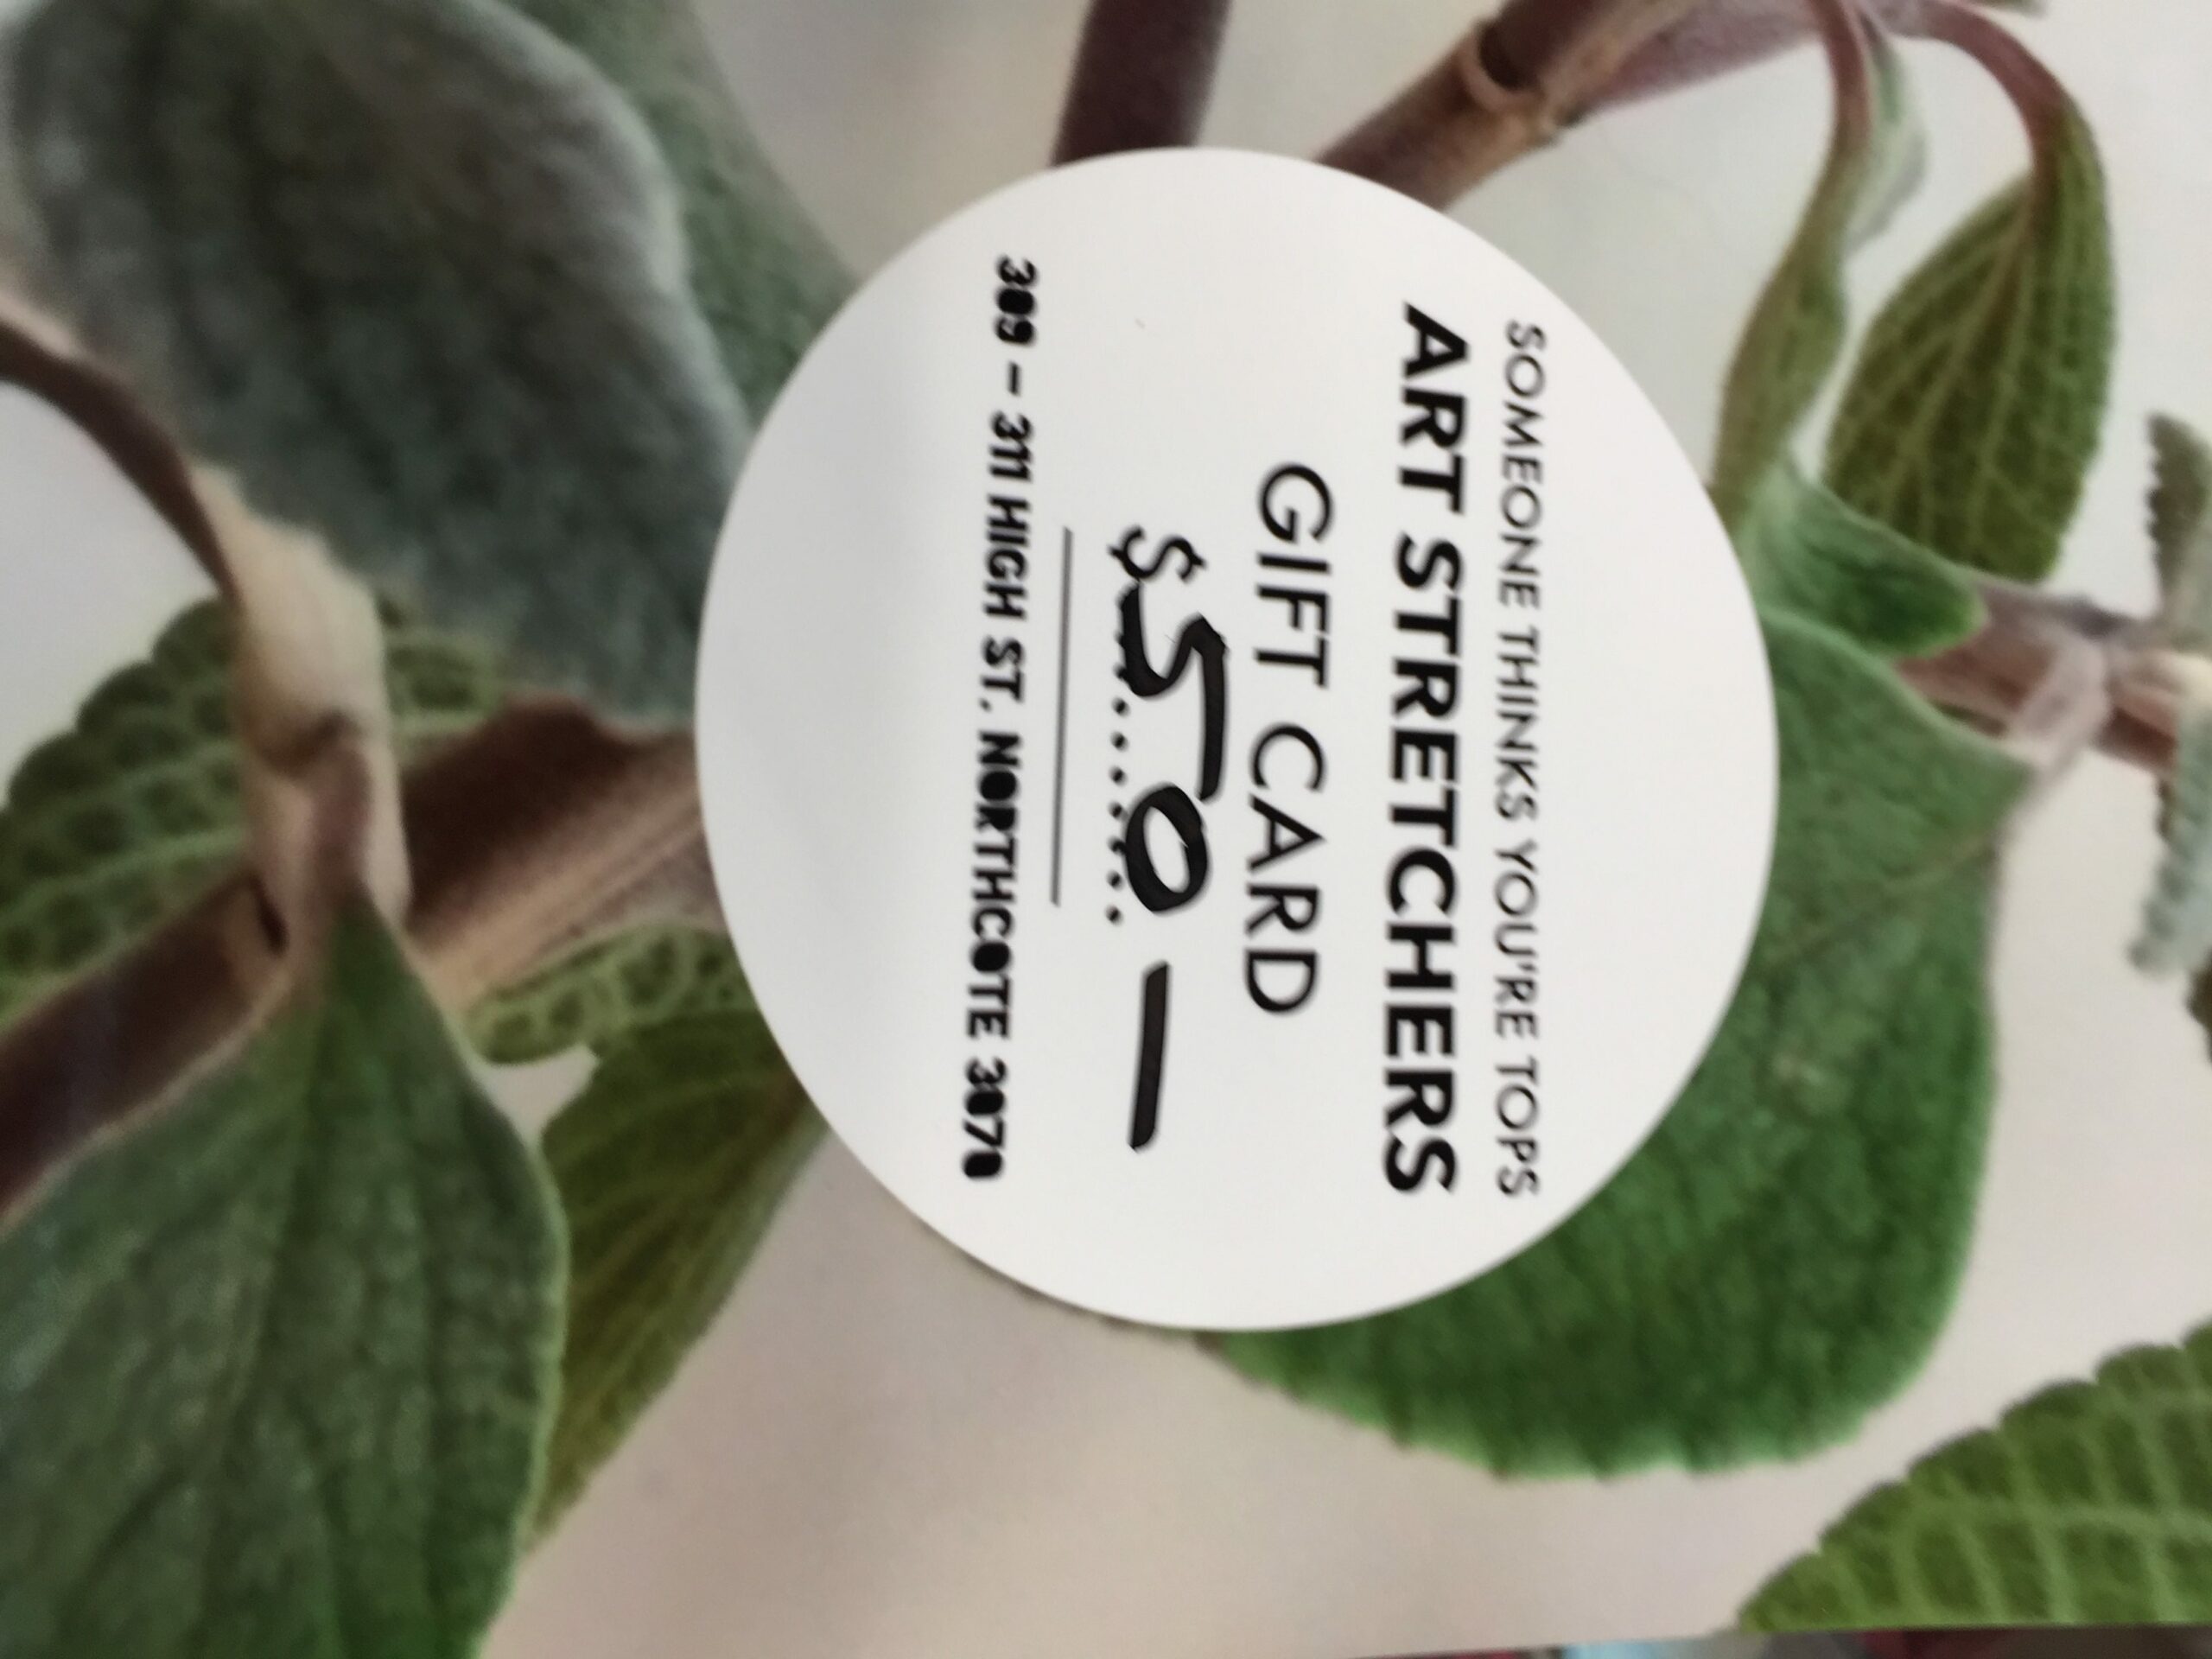 SOMEONE THINKS YOU'RE TOPS
ART STRETCHERS
GIFT CARD
$50 —
309 – 311 HIGH ST. NORTHCOTE 3070